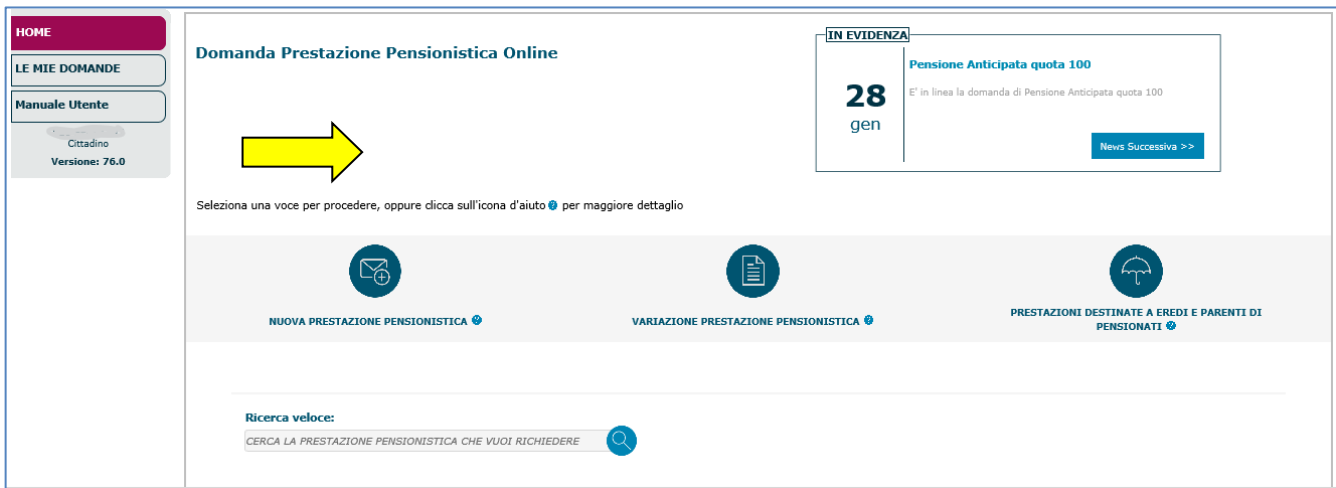 HOME
LE MIE DOMANDE
Manuale Utente
Cittadino
Versione: 76.0
Domanda Prestazione Pensionistica Online
IN EVIDENZA
28
gen
Pensione Anticipata quota 100
E' in linea la domanda di Pensione Anticipata quota 100
News Successiva >>
Seleziona una voce per procedere, oppure clicca sull'icona d'aiuto ? per maggiore dettaglio
NUOVA PRESTAZIONE PENSIONISTICA ?
VARIAZIONE PRESTAZIONE PENSIONISTICA ?
PRESTAZIONI DESTINATE A EREDI E PARENTI DI
PENSIONATI ?
Ricerca veloce:
CERCA LA PRESTAZIONE PENSIONISTICA CHE VUOI RICHIEDERE